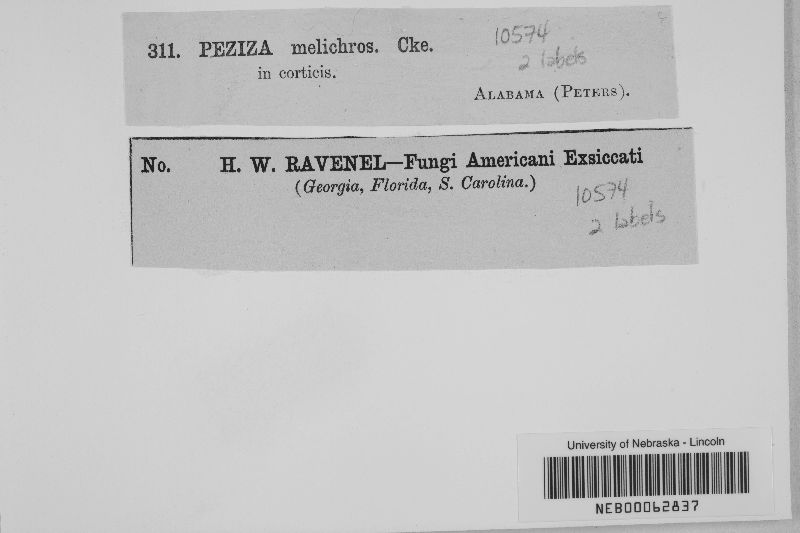 311. PEZIZA melichros. Cke.
in corticis.
10574
2 labels
ALABAMA (PETERS).
No. H. W. RAVENEL—Fungi Americani Exsiccati
(Georgia, Florida, S. Carolina.)
10574
2 labels
University of Nebraska - Lincoln
NEB00062837